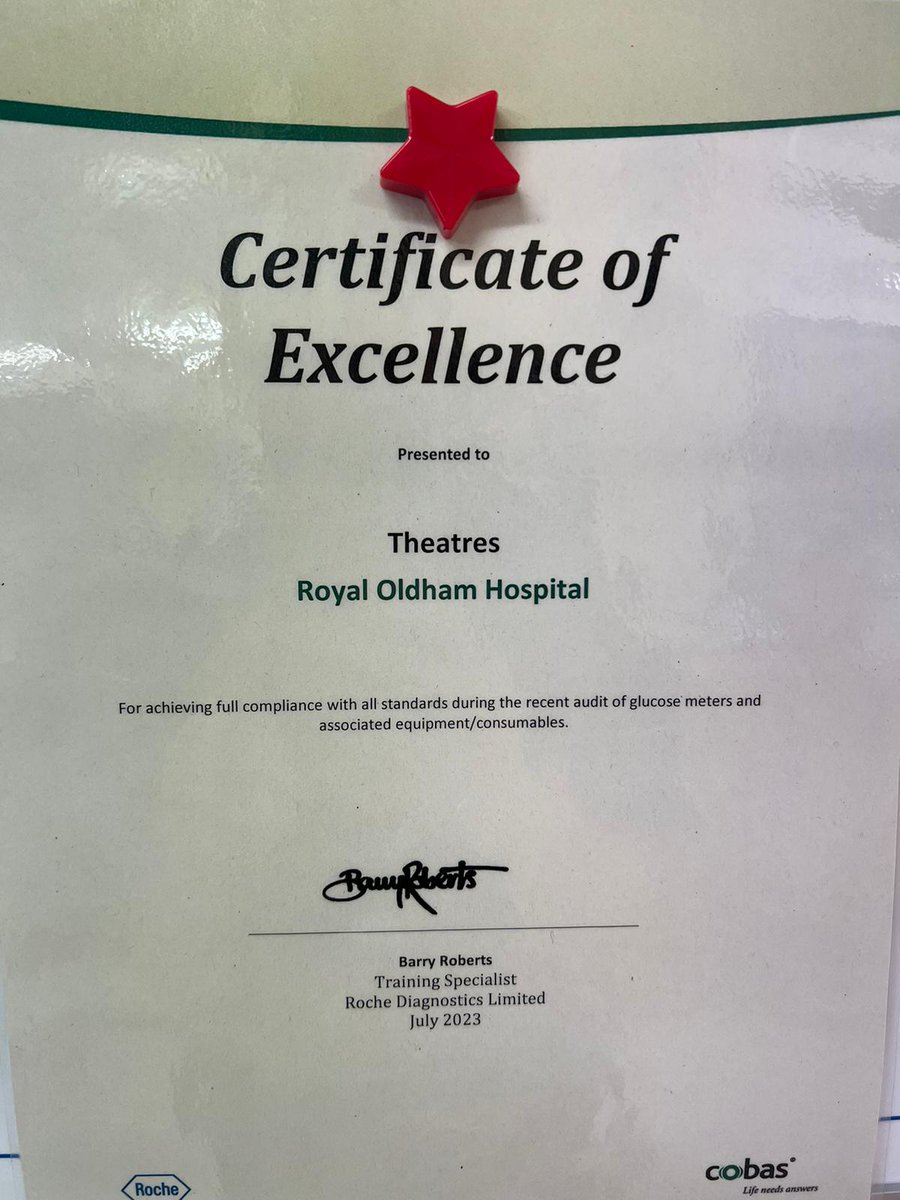 Certificate of
Excellence
Presented to
Theatres
Royal Oldham Hospital
For achieving full compliance with all standards during the recent audit of glucose meters and
associated equipment/consumables.
Barry Roberts
Barry Roberts
Training Specialist
Roche Diagnostics Limited
July 2023
Roche
cobas®
Life needs answers